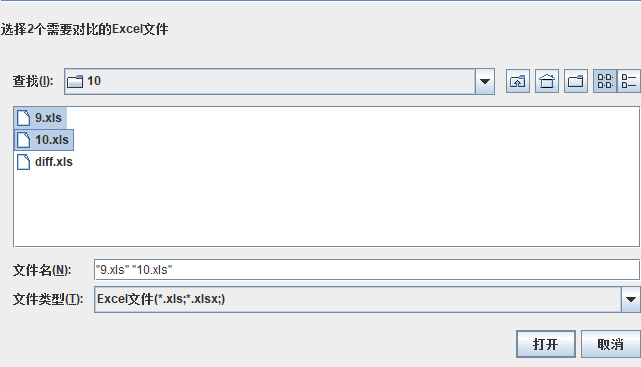 选择2个需要对比的Excel文件
查找(I): 10
9.xls
10.xls
diff.xls
文件名(N): "9.xls" "10.xls"
文件类型(T): Excel文件(*.xls;*.xlsx;)
打开 取消